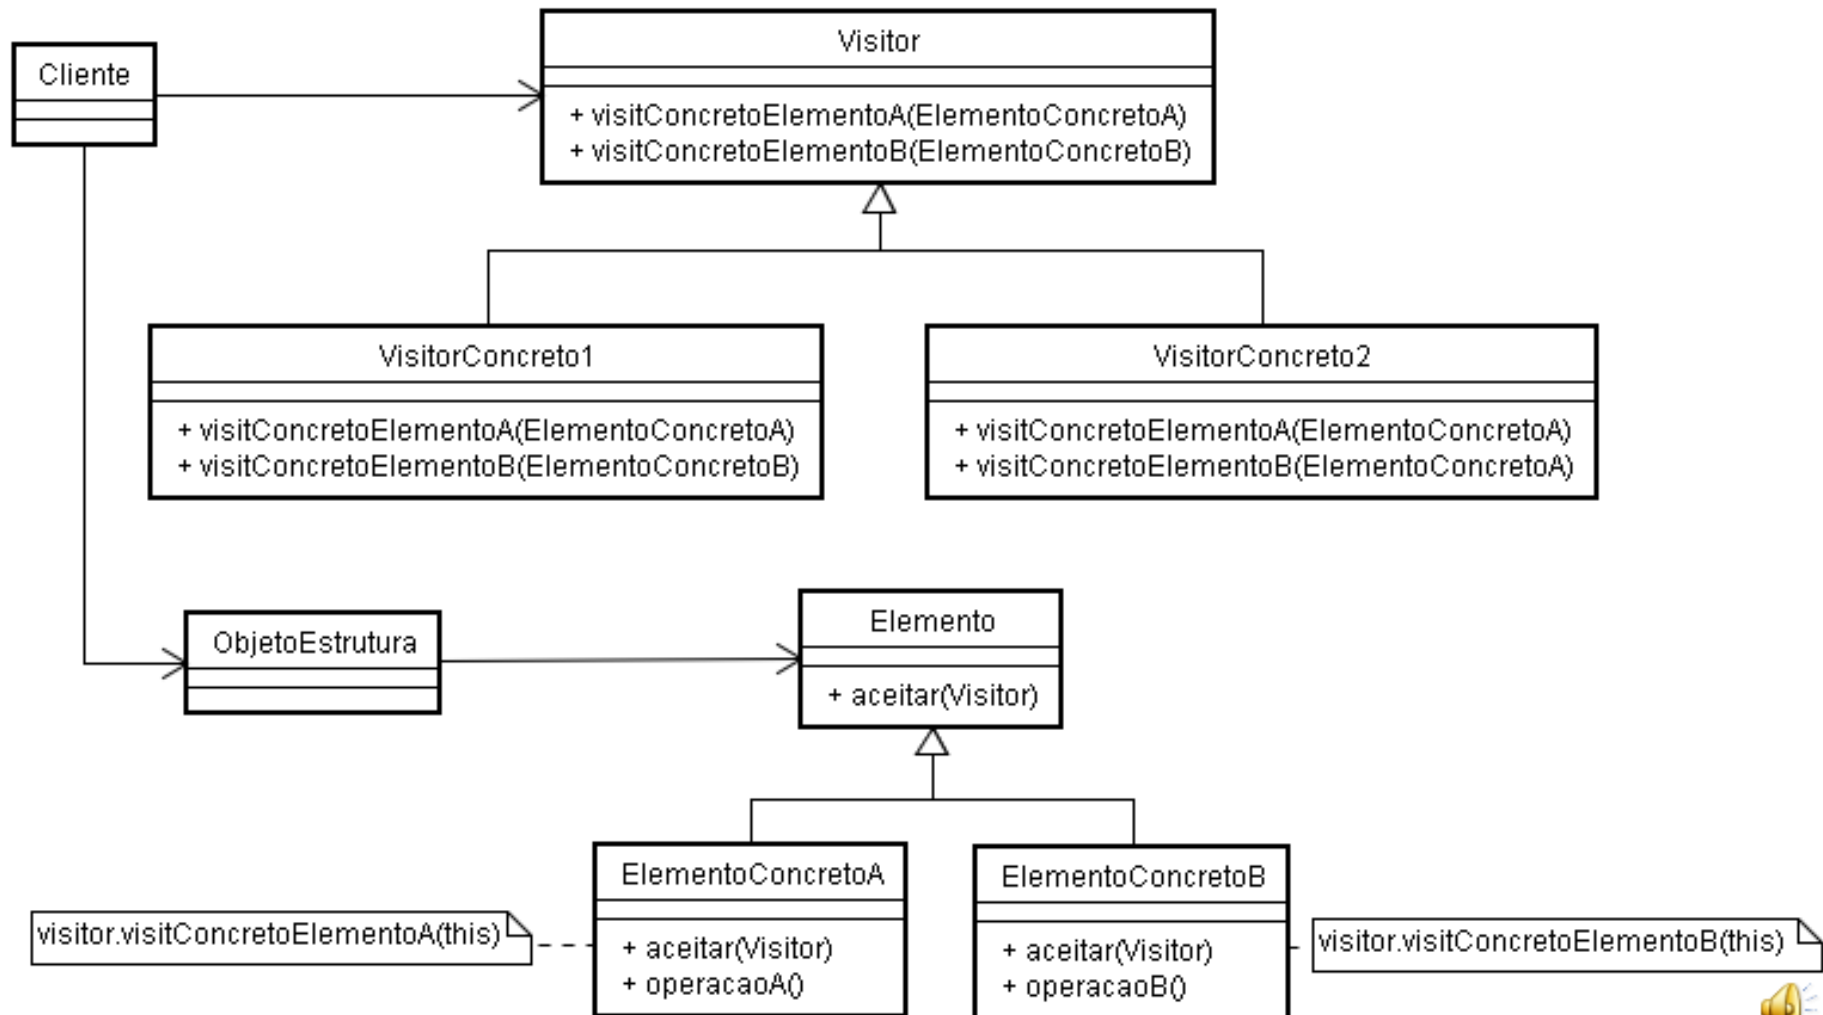 Cliente
Visitor
+ visitConcretoElementoA(ElementoConcretoA)
+ visitConcretoElementoB(ElementoConcretoB)
VisitorConcreto1
+ visitConcretoElementoA(ElementoConcretoA)
+ visitConcretoElementoB(ElementoConcretoB)
VisitorConcreto2
+ visitConcretoElementoA(ElementoConcretoA)
+ visitConcretoElementoB(ElementoConcretoA)
ObjetoEstrutura
Elemento
+ aceitar(Visitor)
ElementoConcretoA
+ aceitar(Visitor)
+ operacaoA()
ElementoConcretoB
+ aceitar(Visitor)
+ operacaoB()
visitor.visitConcretoElementoA(this)
visitor.visitConcretoElementoB(this)